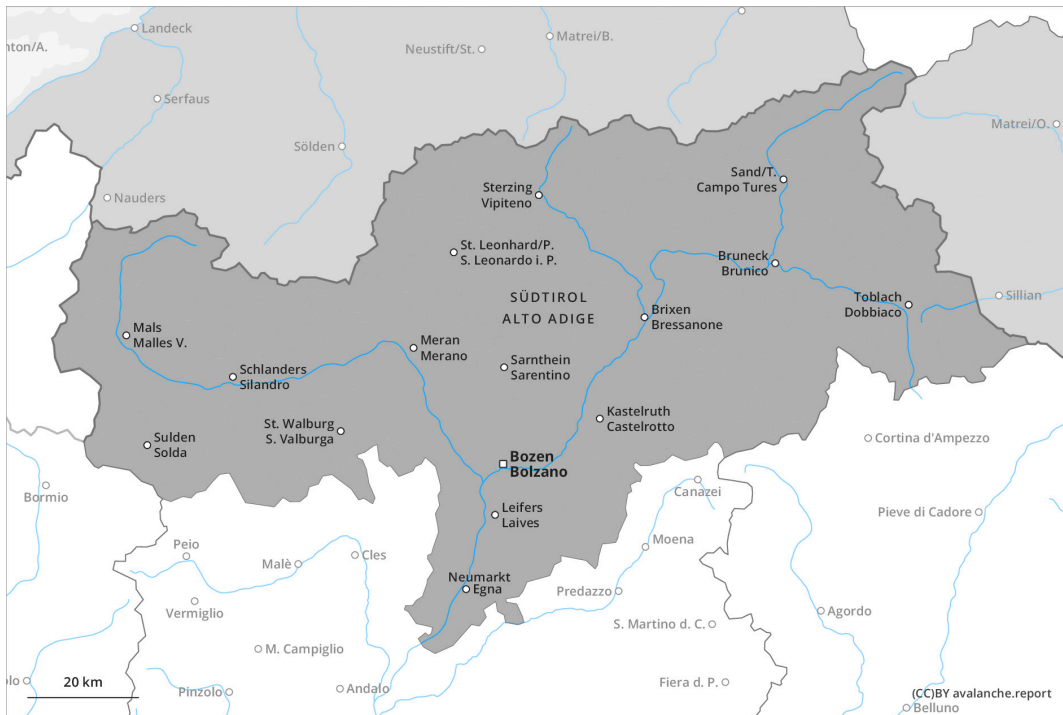 Landeck
nton/A.
Neustift/St.
Matrei/B.
Serfaus
Matrei/O.
Sölden
Nauders
Sand/T.
Campo Tures
Sterzing
Vipiteno
St. Leonhard/P.
S. Leonardo i. P.
Bruneck
Brunico
SÜDTIROL
ALTO ADIGE
Toblach
Dobbiaco
Sillian
Brixen
Bressanone
Mals
Malles V.
Meran
Merano
Sarnthein
Sarentino
Schlanders
Silandro
Kastelruth
Castelrotto
St. Walburg
S. Valburga
Sulden
Solda
Cortina d'Ampezzo
Bozen
Bolzano
Bormio
Canazei
Leifers
Laives
Pieve di Cadore
Moena
Peio
Malè
Cles
Neumarkt
Egna
Predazzo
Vermiglio
Agordo
S. Martino d. C.
M. Campiglio
olo
20 km
Pinzolo
Andalo
Fiera d. P.
(CC)BY avalanche.report
Belluno